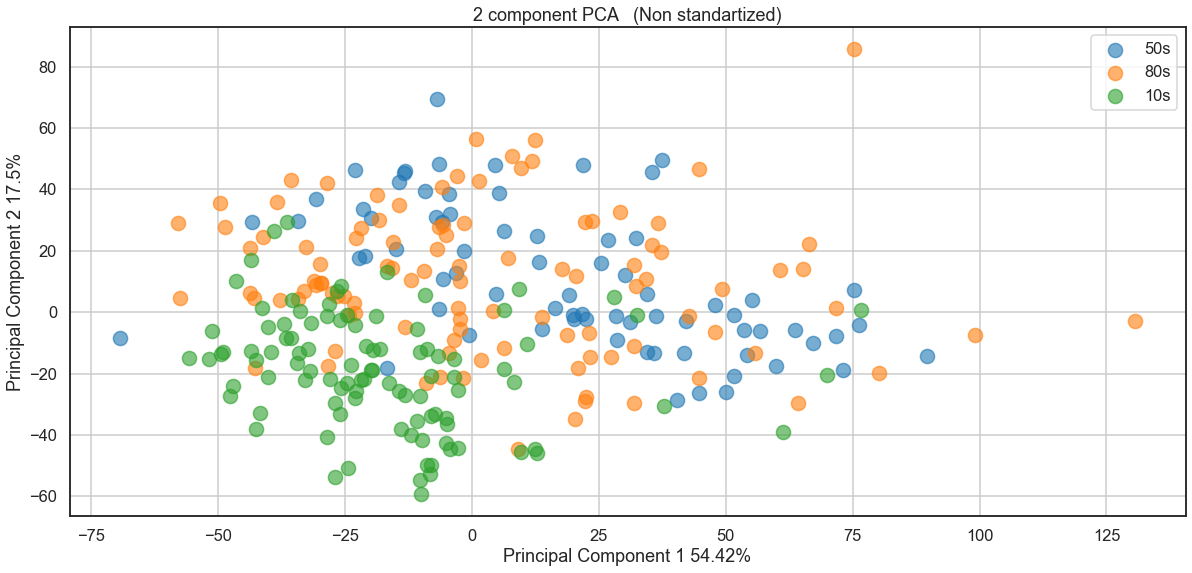 2 component PCA   (Non standartized)
50s
80s
10s
Principal Component 2 17.5%
80
60
40
20
0
−20
−40
−60
−75
−50
−25
0
25
50
75
100
125
Principal Component 1 54.42%